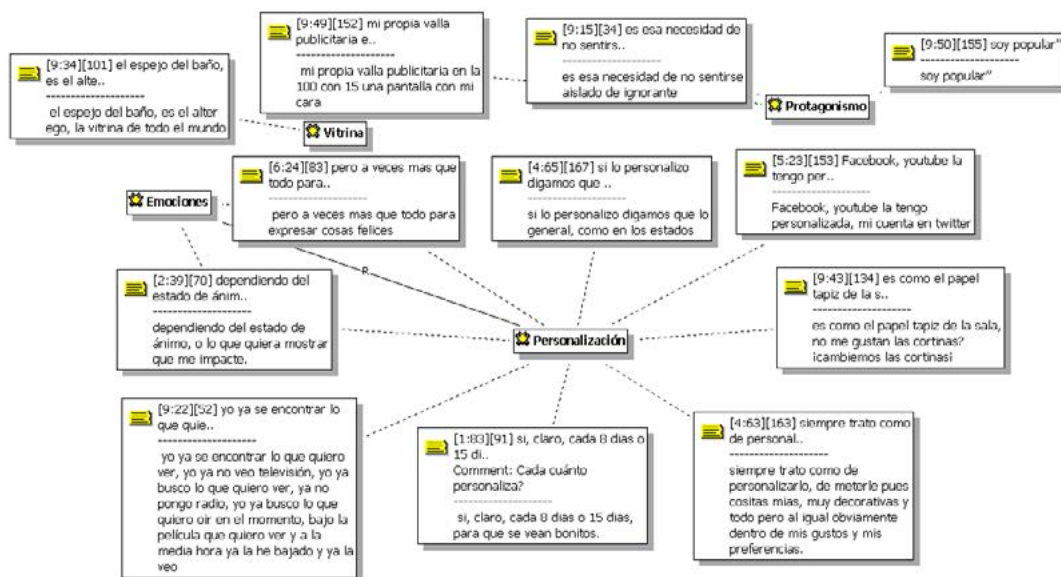 [9:49][152] mi propia valla
publicitaria e..
--------------------
mi propia valla publicitaria en la
100 con 15 una pantalla con mi
cara
[9:15][34] es esa necesidad de
no sentirs..
--------------------
es esa necesidad de no sentirse
aislado de ignorante
[9:50][155] soy popular"
--------------------
soy popular"
[9:34][101] el espejo del baño,
es el alte..
--------------------
el espejo del baño, es el alter
ego, la vitrina de todo el mundo
Vitrina
Protagonismo
[6:24][83] pero a veces mas que
todo para..
--------------------
pero a veces mas que todo para
expresar cosas felices
[4:65][167] si lo personalizo
digamos que ..
--------------------
si lo personalizo digamos que lo
general, como en los estados
[5:23][153] Facebook, youtube la
tengo per..
--------------------
Facebook, youtube la tengo
personalizada, mi cuenta en twitter
Emociones
R
[2:39][70] dependiendo del
estado de ánim..
--------------------
dependiendo del estado de
ánimo, o lo que quiera mostrar
que me impacte.
[9:43][134] es como el papel
tapiz de la s..
--------------------
es como el papel tapiz de la sala,
no me gustan las cortinas?
¡cambiemos las cortinas¡
Personalización
[9:22][52] yo ya se encontrar lo
que quie..
--------------------
yo ya se encontrar lo que quiero
ver, yo ya no veo televisión, yo ya
busco lo que quiero ver, ya no
pongo radio, yo ya busco lo que
quiero oir en el momento, bajo la
película que quiero ver y a la
media hora ya la he bajado y ya la
veo
[1:83][91] si, claro, cada 8 dias o
15 di..
Comment: Cada cuánto
personaliza?
--------------------
si, claro, cada 8 dias o 15 dias,
para que se vean bonitos.
[4:63][163] siempre trato como
de personal..
--------------------
siempre trato como de
personalizarlo, de meterle pues
cositas mias, muy decorativas y
todo pero al igual obviamente
dentro de mis gustos y mis
preferencias.